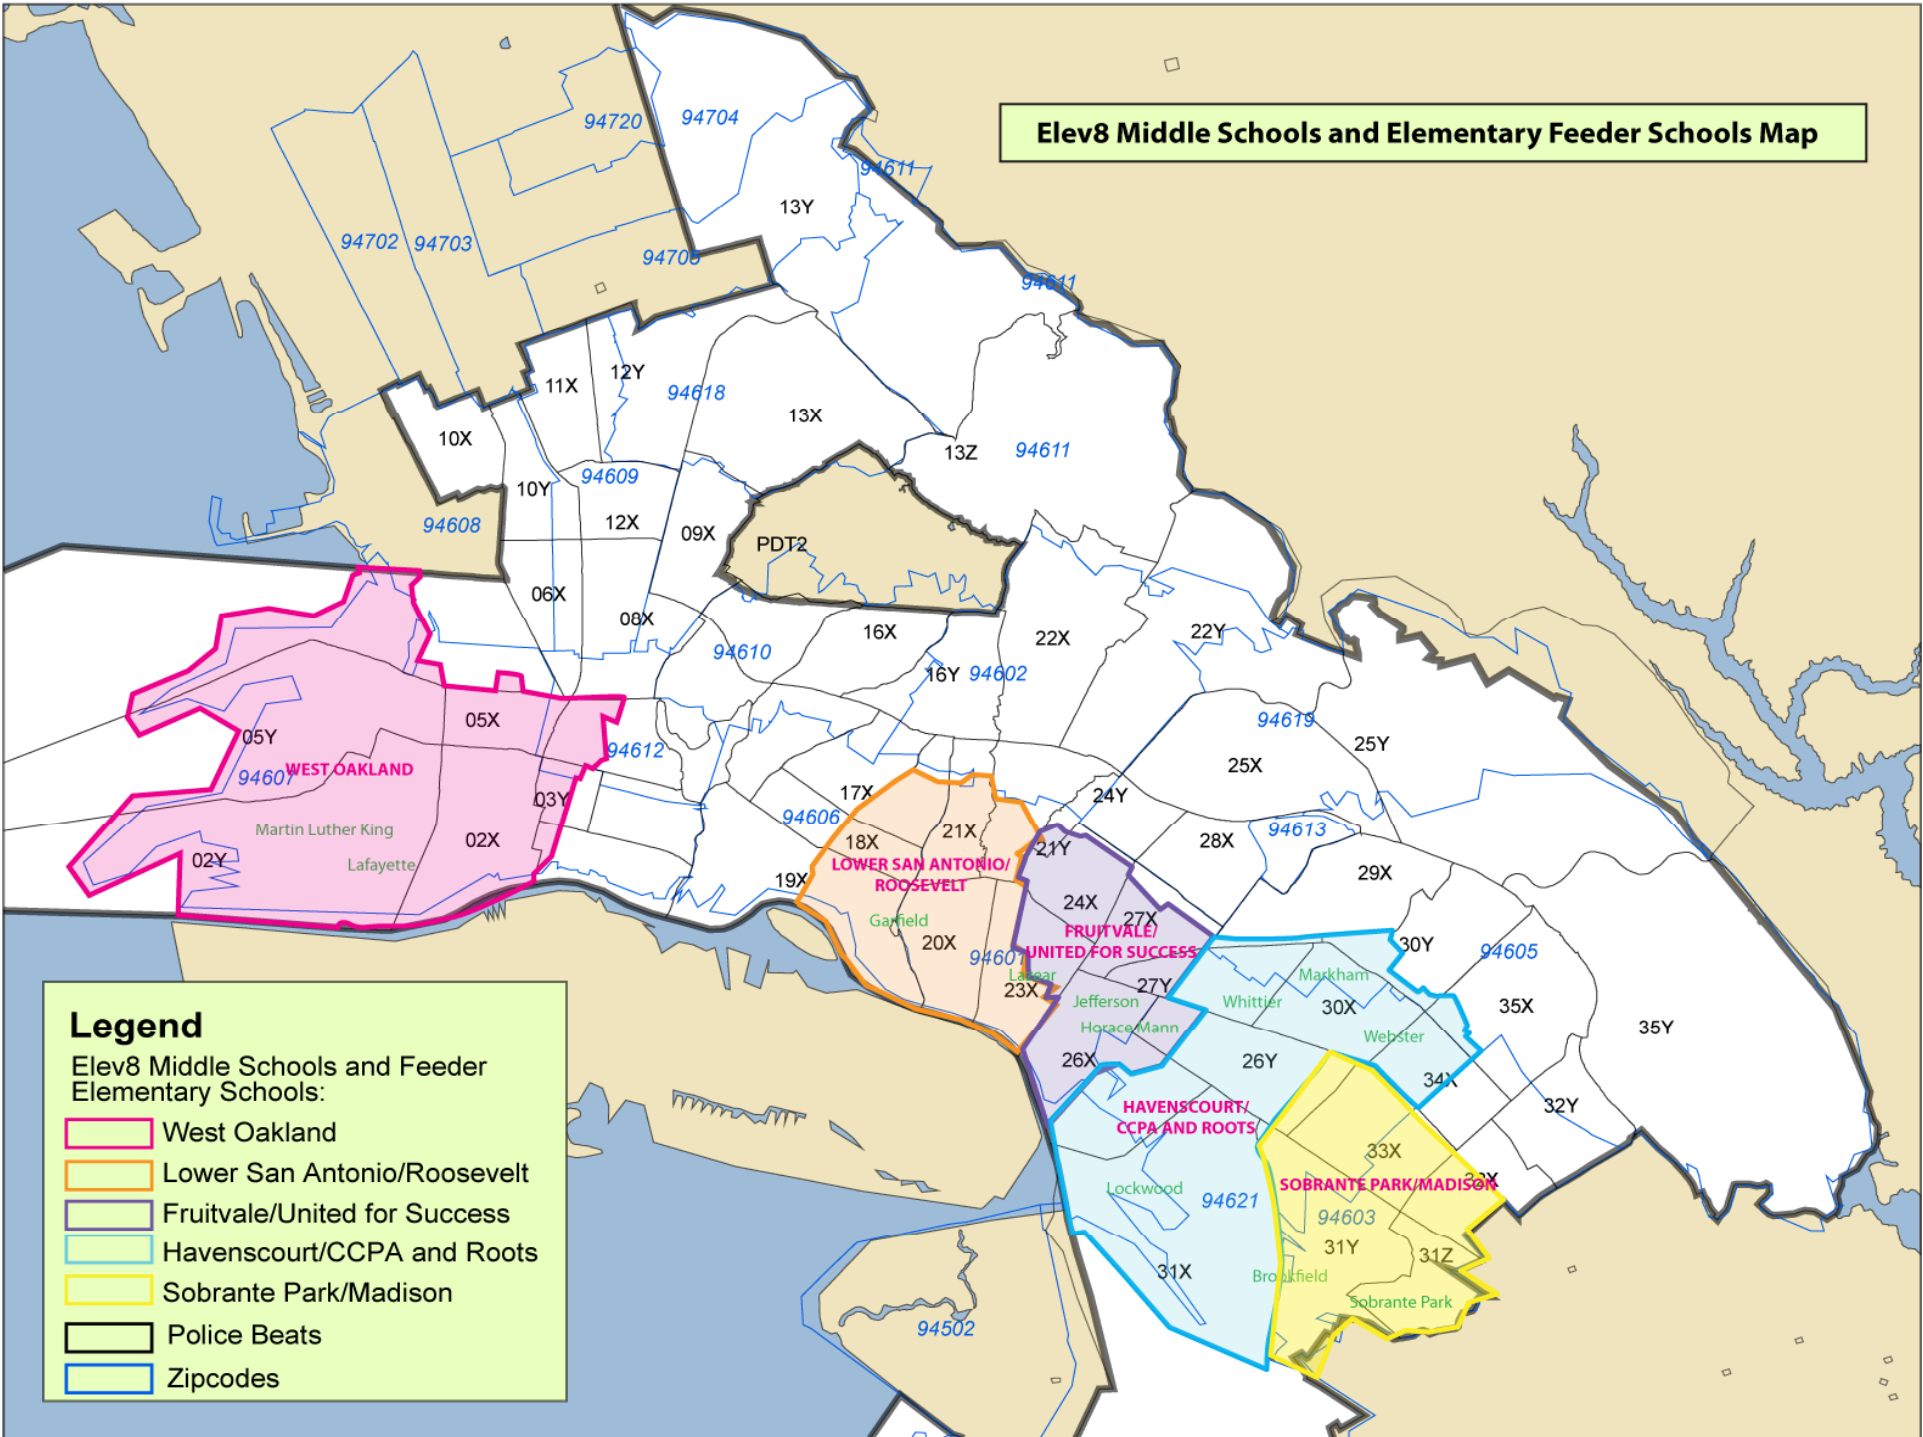 Elev8 Middle Schools and Elementary Feeder Schools Map
94720
94704
94611
13Y
94702
94703
94705
94611
11X
12Y
94618
13X
10X
13Z
94611
10Y
94609
94608
12X
09X
PDT2
06X
08X
16X
22X
22Y
94610
16Y
94602
05X
94619
05Y
94612
25Y
WEST OAKLAND
94607
25X
03Y
17X
24Y
94606
Martin Luther King
02X
18X
21X
28X
94613
21Y
02Y
Lafayette
LOWER SAN ANTONIO/
ROOSEVELT
19X
29X
Garfield
24X
27X
FRUITVALE/
UNITED FOR SUCCESS
20X
94601
30Y
94605
Lazear
23X
27Y
Markham
Jefferson
Whittier
30X
35X
Horace Mann
Webster
35Y
26X
26Y
34X
HAVENSCOURT/
CCPA AND ROOTS
32Y
33X
Lockwood
94621
SOBRANTE PARK/MADISON
32X
94603
31Y
31Z
31X
Brookfield
Sobrante Park
94502
Legend
Elev8 Middle Schools and Feeder
Elementary Schools:
West Oakland
Lower San Antonio/Roosevelt
Fruitvale/United for Success
Havenscourt/CCPA and Roots
Sobrante Park/Madison
Police Beats
Zipcodes